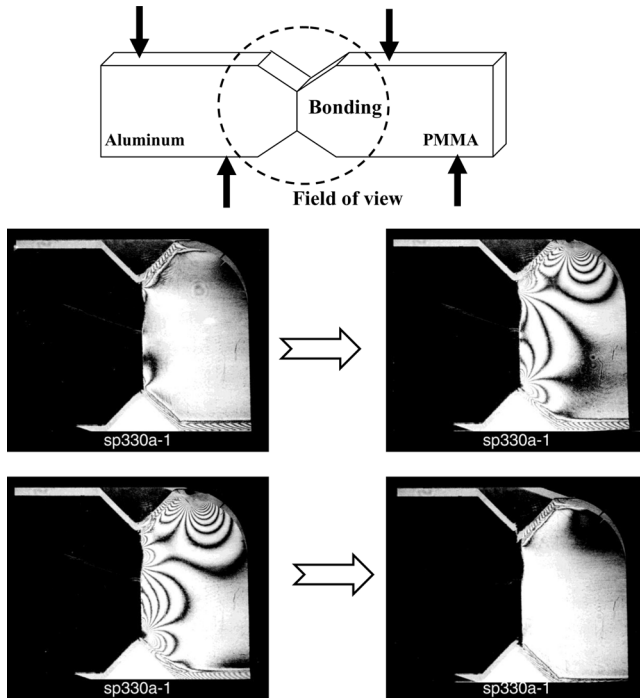 Bonding
Aluminum
PMMA
Field of view
sp330a-1
sp330a-1
sp330a-1
sp330a-1